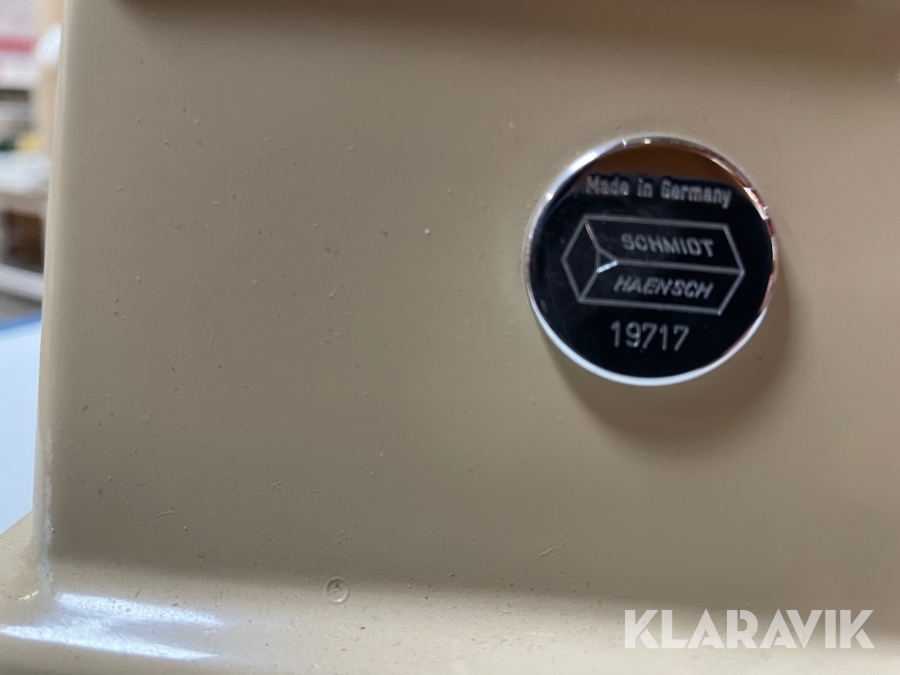 Made in Germany
SCHMIDT
HAENSCH
19717
KLARAVIK